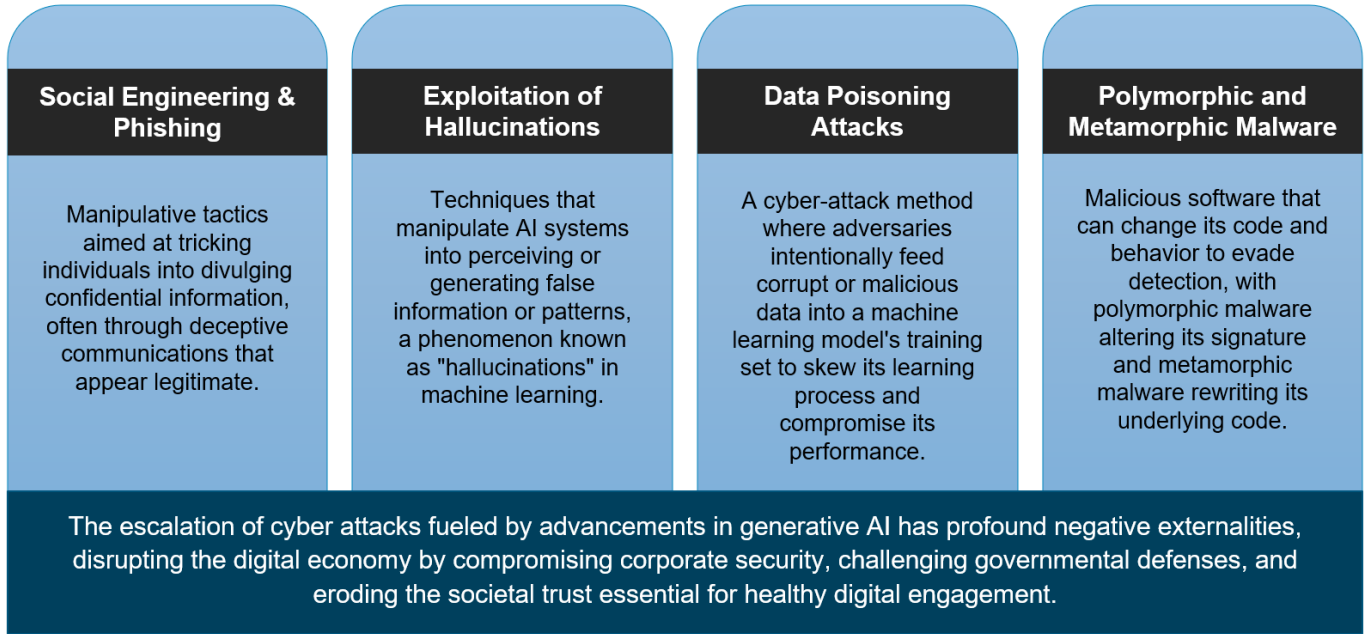 Social Engineering &
Phishing
Manipulative tactics
aimed at tricking
individuals into divulging
confidential information,
often through deceptive
communications that
appear legitimate.
Exploitation of
Hallucinations
Techniques that
manipulate AI systems
into perceiving or
generating false
information or patterns,
a phenomenon known
as "hallucinations" in
machine learning.
Data Poisoning
Attacks
A cyber-attack method
where adversaries
intentionally feed
corrupt or malicious
data into a machine
learning model's training
set to skew its learning
process and
compromise its
performance.
Polymorphic and
Metamorphic Malware
Malicious software that
can change its code and
behavior to evade
detection, with
polymorphic malware
altering its signature
and metamorphic
malware rewriting its
underlying code.
The escalation of cyber attacks fueled by advancements in generative AI has profound negative externalities,
disrupting the digital economy by compromising corporate security, challenging governmental defenses, and
eroding the societal trust essential for healthy digital engagement.